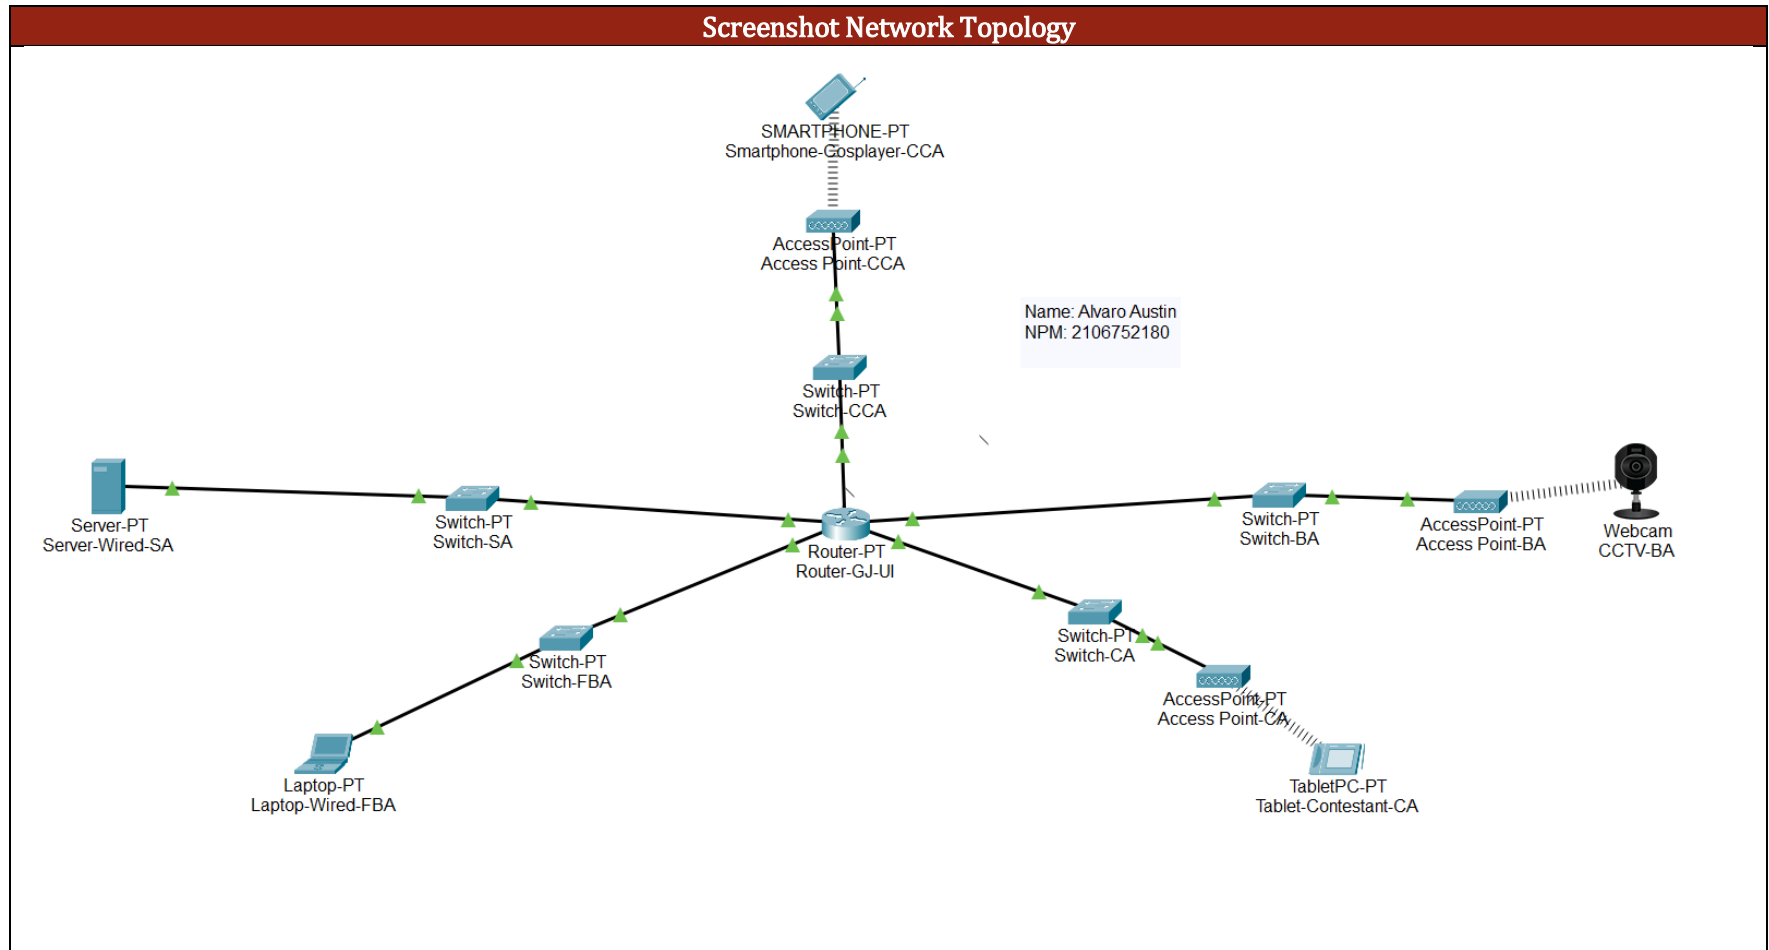 Screenshot Network Topology
SMARTPHONE-PT
Smartphone-Cosplayer-CCA
AccessPoint-PT
Access Point-CCA
Name: Alvaro Austin
NPM: 2106752180
Switch-PT
Switch-CCA
Server-PT
Server-Wired-SA
Switch-PT
Switch-SA
Router-PT
Router-GJ-UI
Switch-PT
Switch-BA
AccessPoint-PT
Access Point-BA
Webcam
CCTV-BA
Switch-PT
Switch-FBA
Switch-PT
Switch-CA
AccessPoint-PT
Access Point-CA
Laptop-PT
Laptop-Wired-FBA
TabletPC-PT
Tablet-Contestant-CA